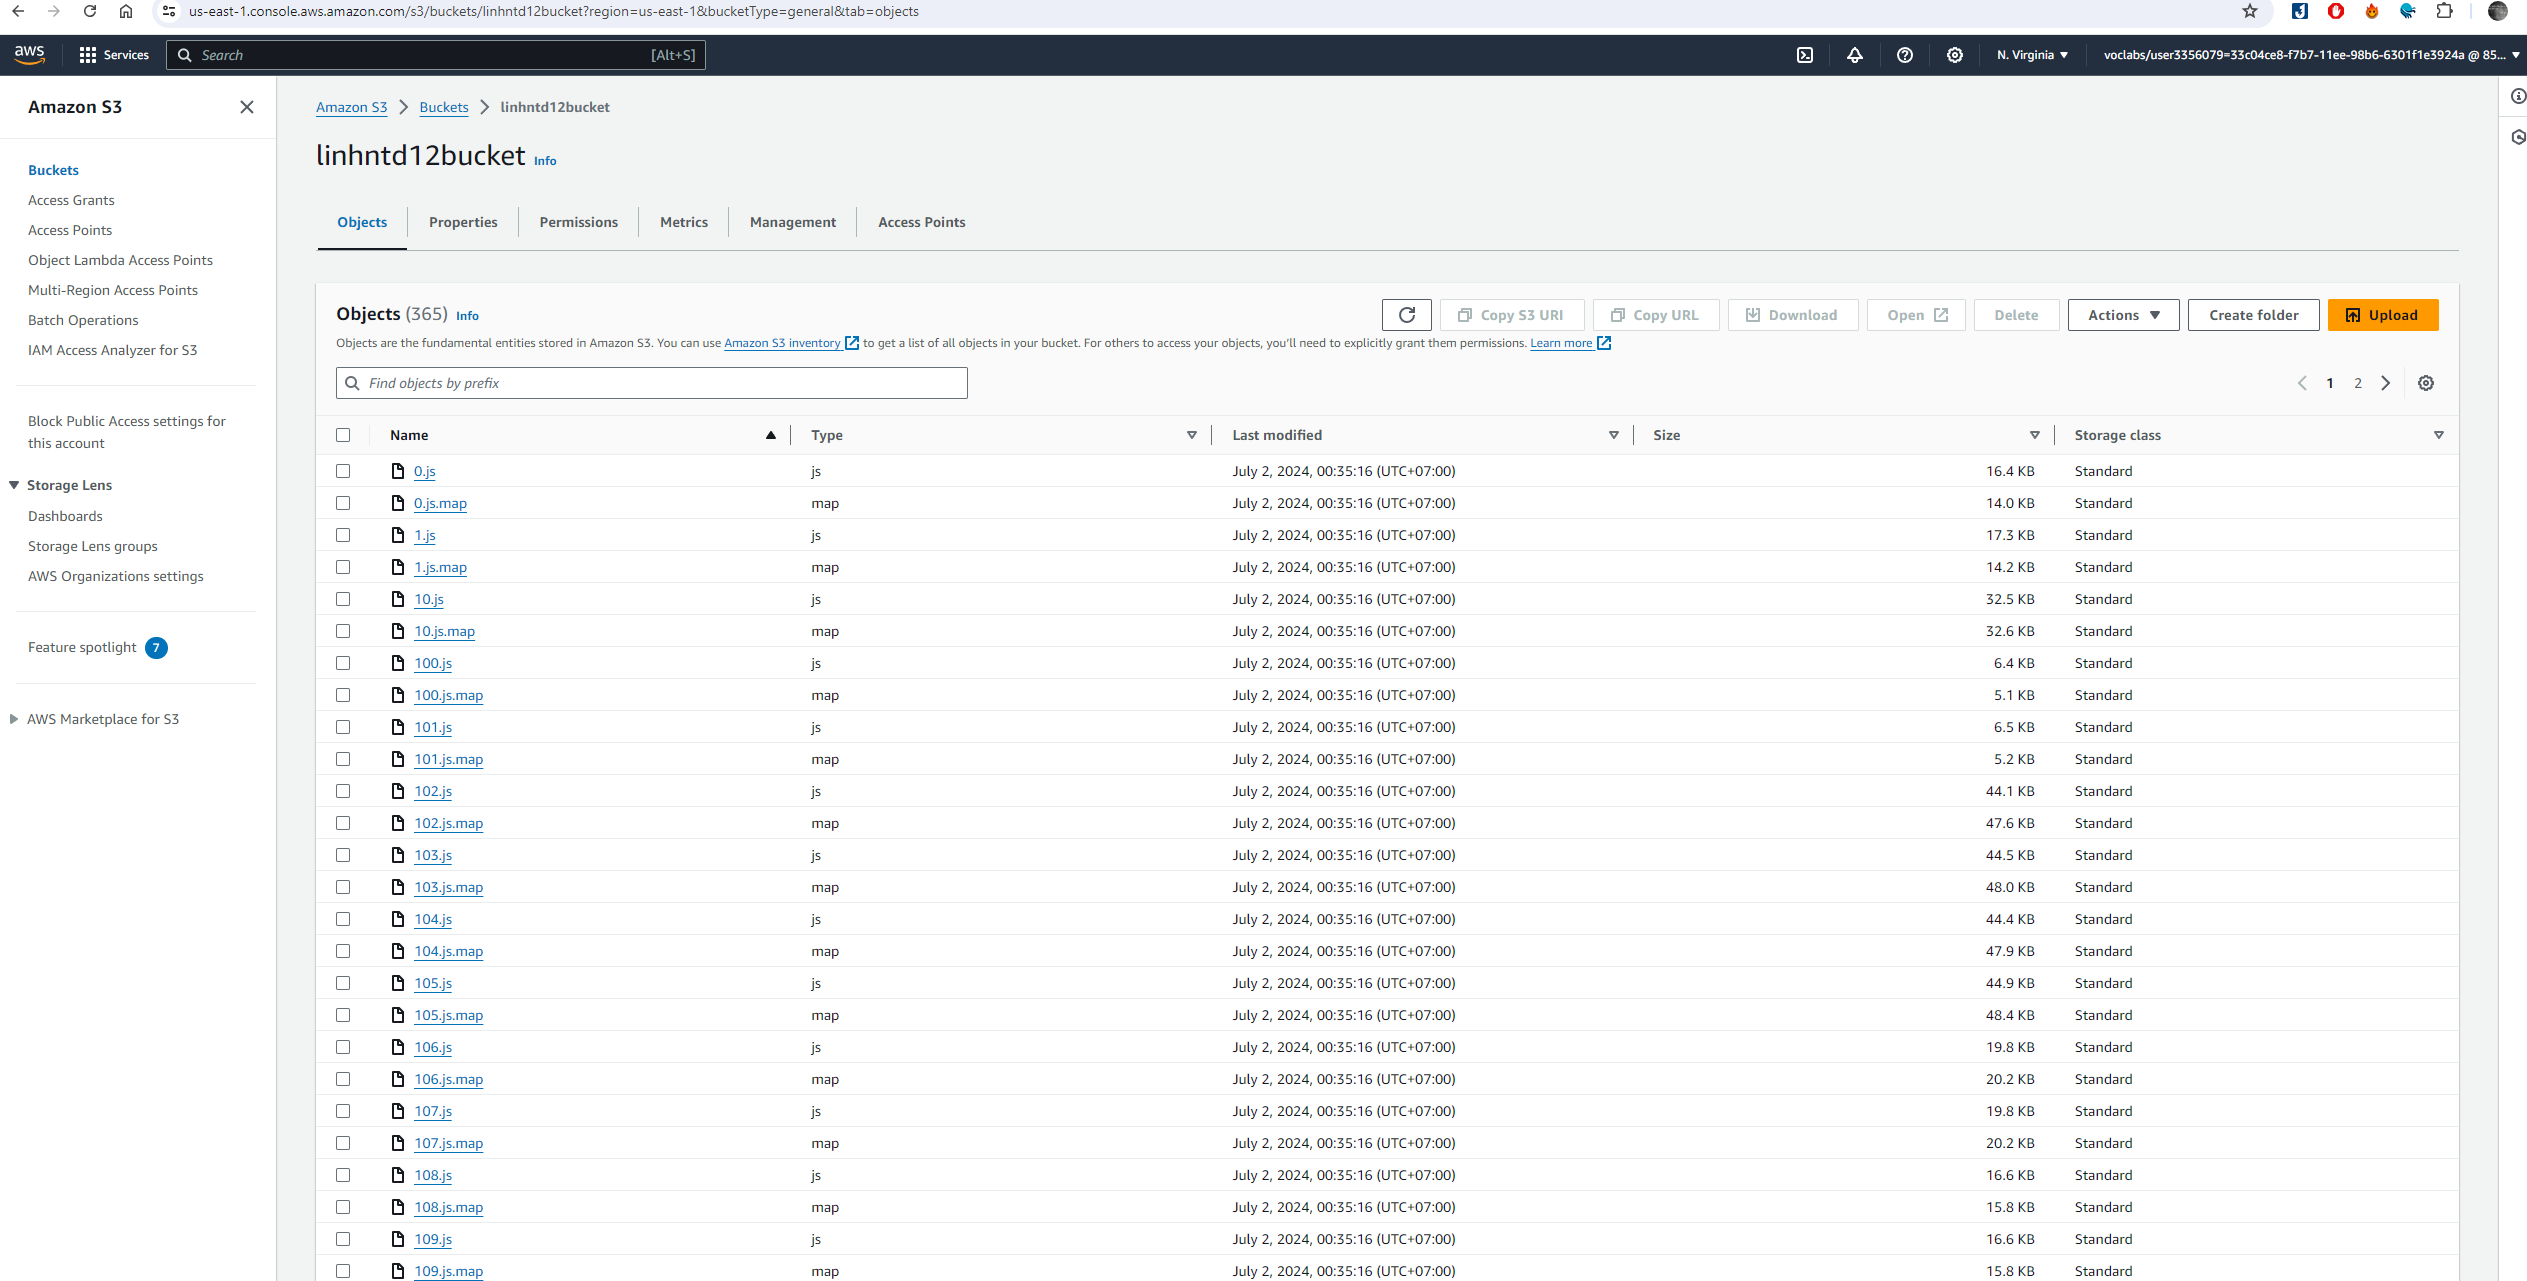 us-east-1.console.aws.amazon.com/s3/buckets/linhntd12bucket?region=us-east-1&bucketType=general&tab=objects
aws Services Search [Alt+S] N. Virginia voclabs/user3356079=33c04ce8-f7b7-11ee-98b6-6301f1e3924a @ 85...
Amazon S3
Buckets
Access Grants
Access Points
Object Lambda Access Points
Multi-Region Access Points
Batch Operations
IAM Access Analyzer for S3
Block Public Access settings for
this account
Storage Lens
Dashboards
Storage Lens groups
AWS Organizations settings
Feature spotlight 7
AWS Marketplace for S3
Amazon S3 Buckets linhntd12bucket
linhntd12bucket Info
Objects Properties Permissions Metrics Management Access Points
Objects (365) Info Copy S3 URI Copy URL Download Open Delete Actions Create folder Upload
Objects are the fundamental entities stored in Amazon S3. You can use Amazon S3 inventory to get a list of all objects in your bucket. For others to access your objects, you'll need to explicitly grant them permissions. Learn more
Find objects by prefix 1 2
Name Type Last modified Size Storage class
0.js js July 2, 2024, 00:35:16 (UTC+07:00) 16.4 KB Standard
0.js.map map July 2, 2024, 00:35:16 (UTC+07:00) 14.0 KB Standard
1.js js July 2, 2024, 00:35:16 (UTC+07:00) 17.3 KB Standard
1.js.map map July 2, 2024, 00:35:16 (UTC+07:00) 14.2 KB Standard
10.js js July 2, 2024, 00:35:16 (UTC+07:00) 32.5 KB Standard
10.js.map map July 2, 2024, 00:35:16 (UTC+07:00) 32.6 KB Standard
100.js js July 2, 2024, 00:35:16 (UTC+07:00) 6.4 KB Standard
100.js.map map July 2, 2024, 00:35:16 (UTC+07:00) 5.1 KB Standard
101.js js July 2, 2024, 00:35:16 (UTC+07:00) 6.5 KB Standard
101.js.map map July 2, 2024, 00:35:16 (UTC+07:00) 5.2 KB Standard
102.js js July 2, 2024, 00:35:16 (UTC+07:00) 44.1 KB Standard
102.js.map map July 2, 2024, 00:35:16 (UTC+07:00) 47.6 KB Standard
103.js js July 2, 2024, 00:35:16 (UTC+07:00) 44.5 KB Standard
103.js.map map July 2, 2024, 00:35:16 (UTC+07:00) 48.0 KB Standard
104.js js July 2, 2024, 00:35:16 (UTC+07:00) 44.4 KB Standard
104.js.map map July 2, 2024, 00:35:16 (UTC+07:00) 47.9 KB Standard
105.js js July 2, 2024, 00:35:16 (UTC+07:00) 44.9 KB Standard
105.js.map map July 2, 2024, 00:35:16 (UTC+07:00) 48.4 KB Standard
106.js js July 2, 2024, 00:35:16 (UTC+07:00) 19.8 KB Standard
106.js.map map July 2, 2024, 00:35:16 (UTC+07:00) 20.2 KB Standard
107.js js July 2, 2024, 00:35:16 (UTC+07:00) 19.8 KB Standard
107.js.map map July 2, 2024, 00:35:16 (UTC+07:00) 20.2 KB Standard
108.js js July 2, 2024, 00:35:16 (UTC+07:00) 16.6 KB Standard
108.js.map map July 2, 2024, 00:35:16 (UTC+07:00) 15.8 KB Standard
109.js js July 2, 2024, 00:35:16 (UTC+07:00) 16.6 KB Standard
109.js.map map July 2, 2024, 00:35:16 (UTC+07:00) 15.8 KB Standard